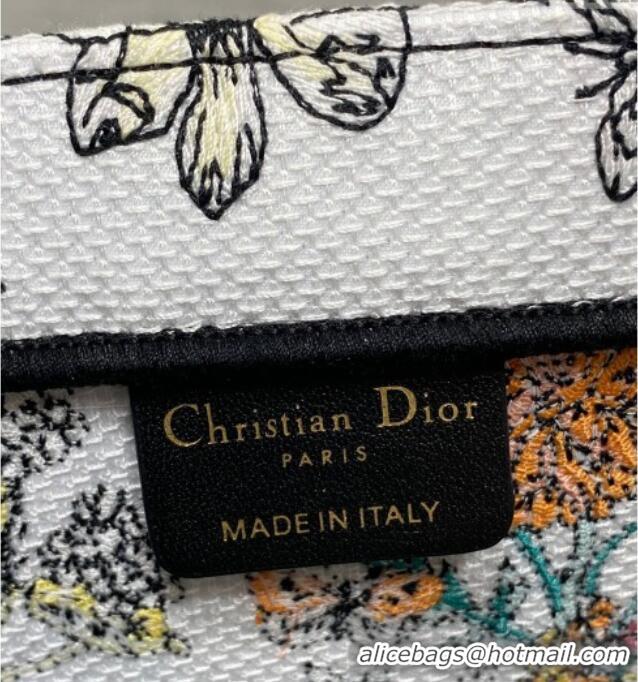 Christian Dior
PARIS
MADE IN ITALY
alicebags@hotmail.com